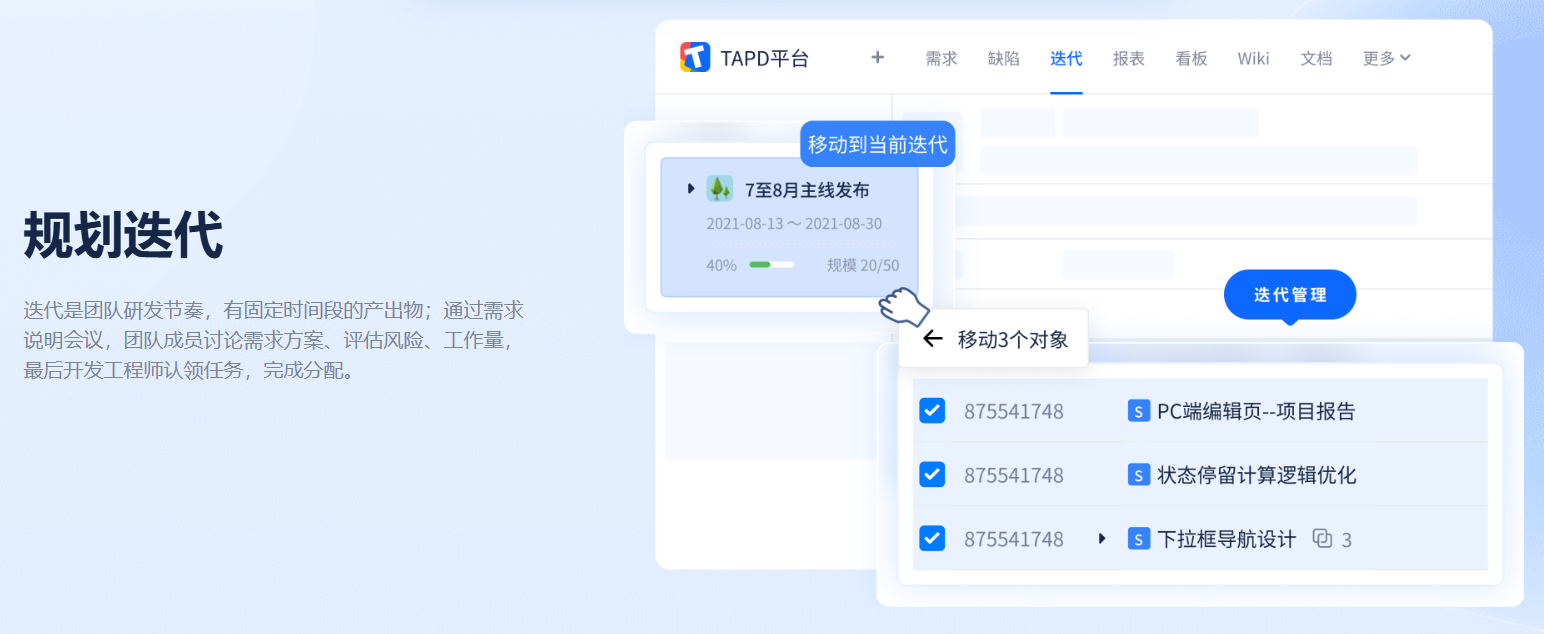 TAPD平台
+
需求
缺陷
迭代
报表
看板
Wiki
文档
更多
移动到当前迭代
7至8月主线发布
2021-08-13 ～ 2021-08-30
40%
规模 20/50
规划迭代
迭代是团队研发节奏，有固定时间段的产出物；通过需求
说明会议，团队成员讨论需求方案、评估风险、工作量，
最后开发工程师认领任务，完成分配。
迭代管理
移动3个对象
875541748 S PC端编辑页--项目报告
875541748 S 状态停留计算逻辑优化
875541748 S 下拉框导航设计 3